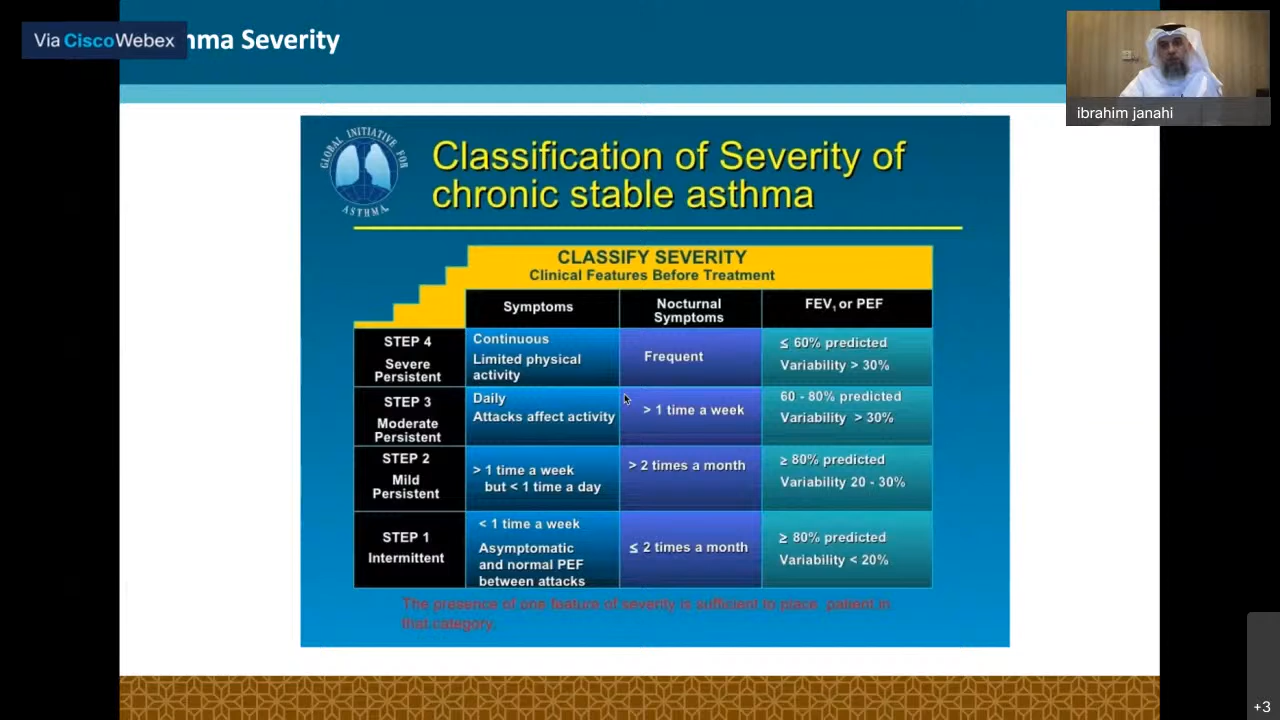 Via CiscoWebex
hma Severity
ibrahim janahi
GLOBAL INITIATIVE FOR
ASTHMA
Classification of Severity of
chronic stable asthma
CLASSIFY SEVERITY
Clinical Features Before Treatment
Symptoms
Nocturnal
Symptoms
FEV1 or PEF
STEP 4
Severe
Persistent
Continuous
Limited physical
activity
Frequent
≤ 60% predicted
Variability > 30%
STEP 3
Moderate
Persistent
Daily
Attacks affect activity
> 1 time a week
60 - 80% predicted
Variability > 30%
STEP 2
Mild
Persistent
> 1 time a week
but < 1 time a day
> 2 times a month
≥ 80% predicted
Variability 20 - 30%
STEP 1
Intermittent
< 1 time a week
Asymptomatic
and normal PEF
between attacks
≤ 2 times a month
≥ 80% predicted
Variability < 20%
The presence of one feature of severity is sufficient to place patient in
that category.
+3